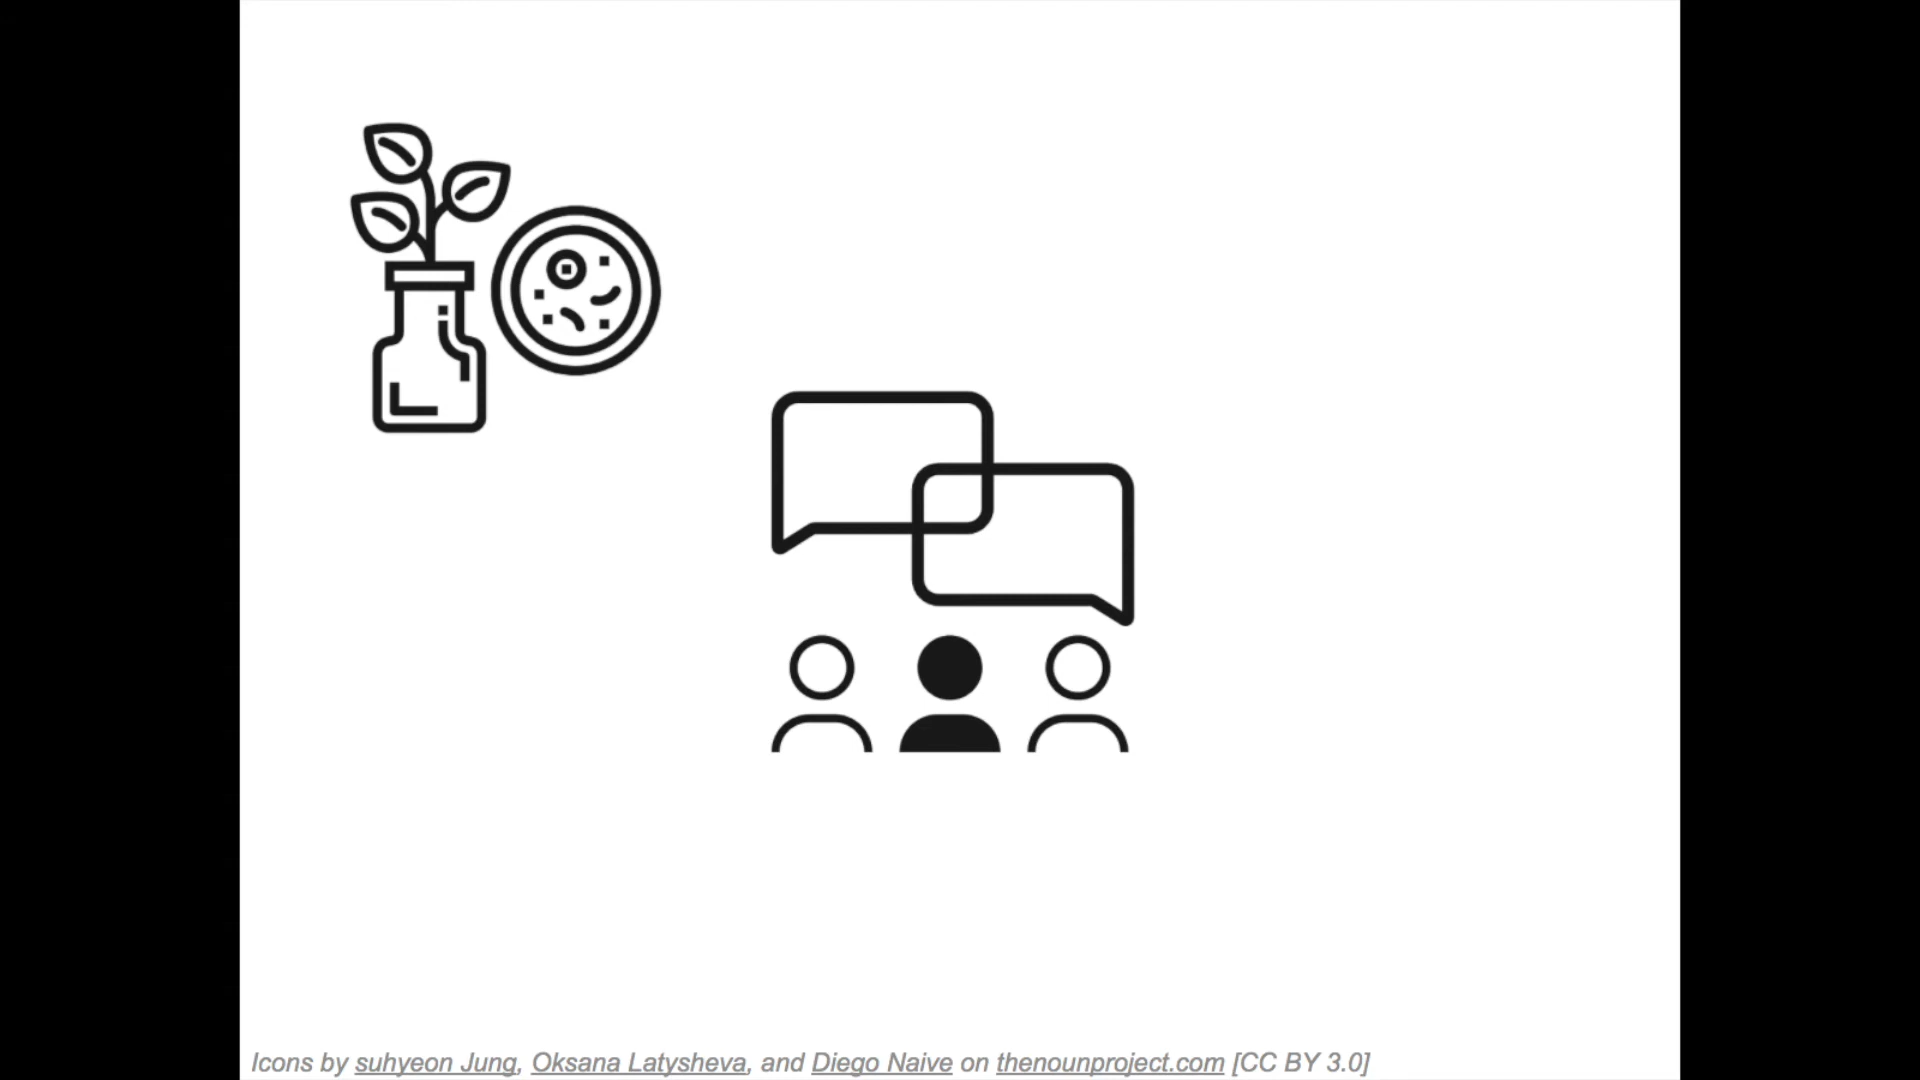 Icons by suhyeon Jung, Oksana Latysheva, and Diego Naive on thenounproject.com [CC BY 3.0]